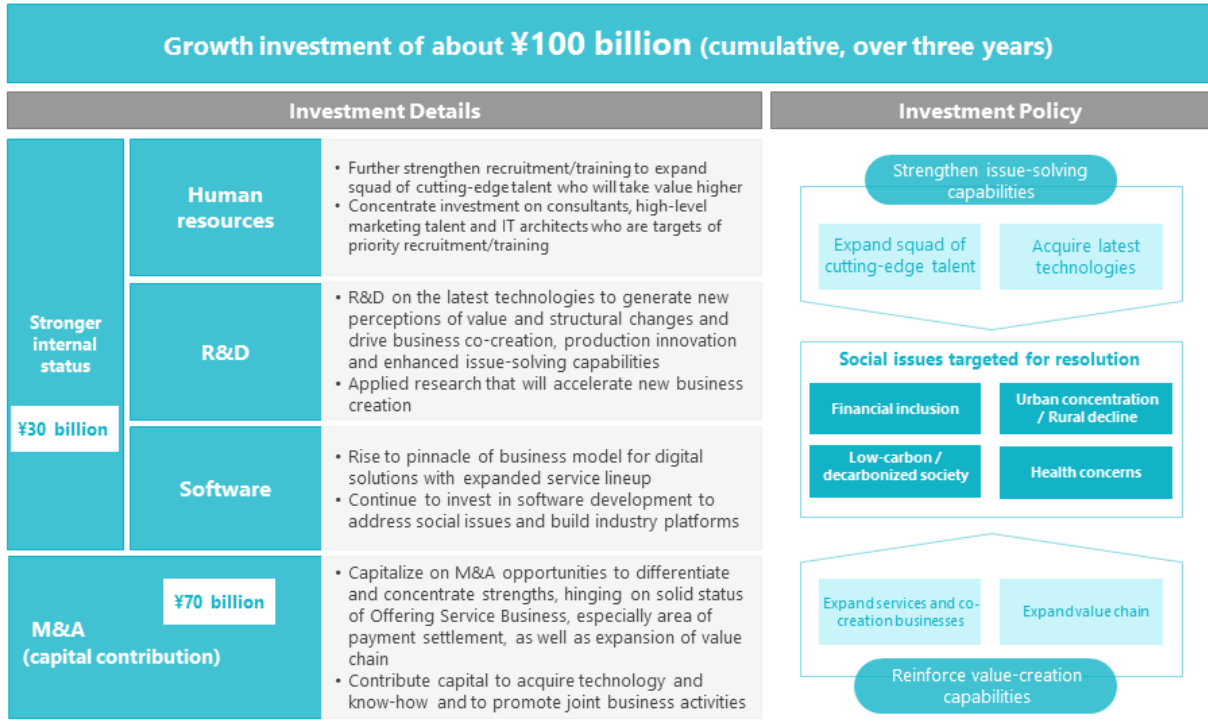 Growth investment of about ¥100 billion (cumulative, over three years)
Investment Details
Investment Policy
Stronger
internal
status
¥30 billion
Human
resources
• Further strengthen recruitment/training to expand
squad of cutting-edge talent who will take value higher
• Concentrate investment on consultants, high-level
marketing talent and IT architects who are targets of
priority recruitment/training
R&D
• R&D on the latest technologies to generate new
perceptions of value and structural changes and
drive business co-creation, production innovation
and enhanced issue-solving capabilities
• Applied research that will accelerate new business
creation
Software
• Rise to pinnacle of business model for digital
solutions with expanded service lineup
• Continue to invest in software development to
address social issues and build industry platforms
M&A
(capital contribution)
¥70 billion
• Capitalize on M&A opportunities to differentiate
and concentrate strengths, hinging on solid status
of Offering Service Business, especially area of
payment settlement, as well as expansion of value
chain
• Contribute capital to acquire technology and
know-how and to promote joint business activities
Strengthen issue-solving
capabilities
Expand squad of
cutting-edge talent
Acquire latest
technologies
Social issues targeted for resolution
Financial inclusion
Urban concentration
/ Rural decline
Low-carbon /
decarbonized society
Health concerns
Expand services and co-
creation businesses
Expand value chain
Reinforce value-creation
capabilities